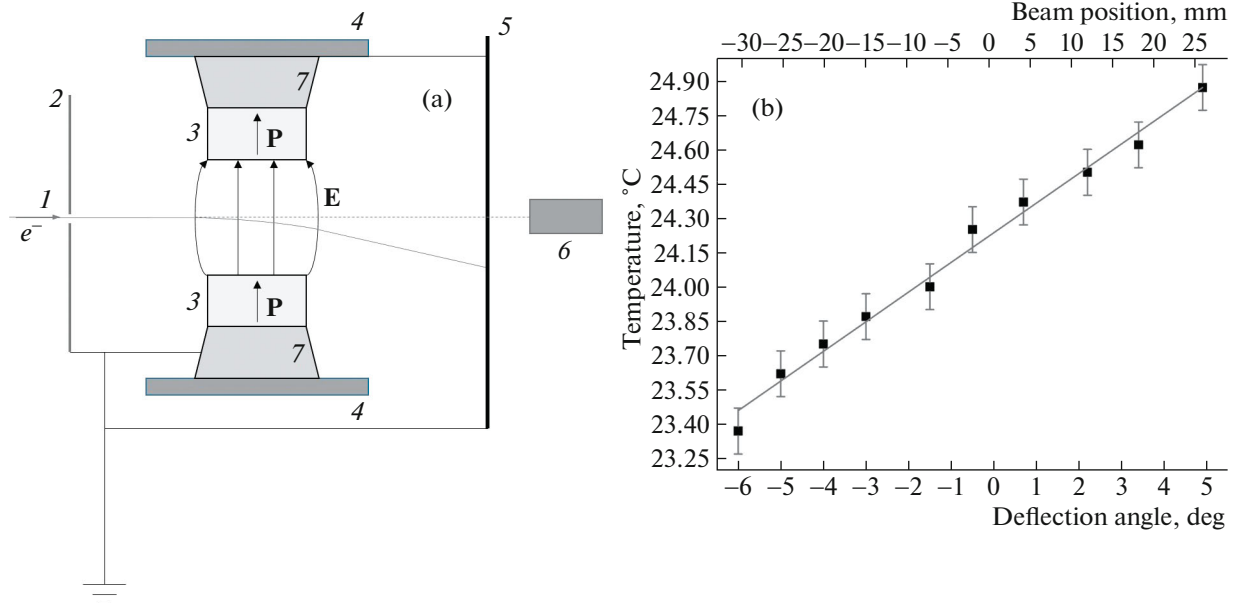 4
5
2
7
(a)
3
P
1
E
e–
6
3
P
7
4
Beam position, mm
−30 −25 −20 −15 −10 −5 0 5 10 15 20 25
(b)
Temperature, °C
24.90
24.75
24.60
24.45
24.30
24.15
24.00
23.85
23.70
23.55
23.40
23.25
−6 −5 −4 −3 −2 −1 0 1 2 3 4 5
Deflection angle, deg